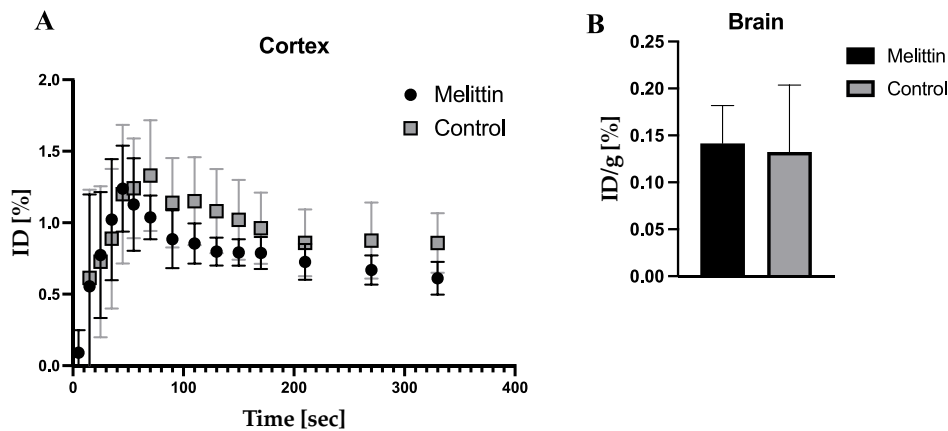 A
Cortex
ID [%]
2.0
1.5
1.0
0.5
0.0
0
100
200
300
400
Time [sec]
Melittin
Control
B
Brain
ID/g [%]
0.25
0.20
0.15
0.10
0.05
0.00
Melittin
Control